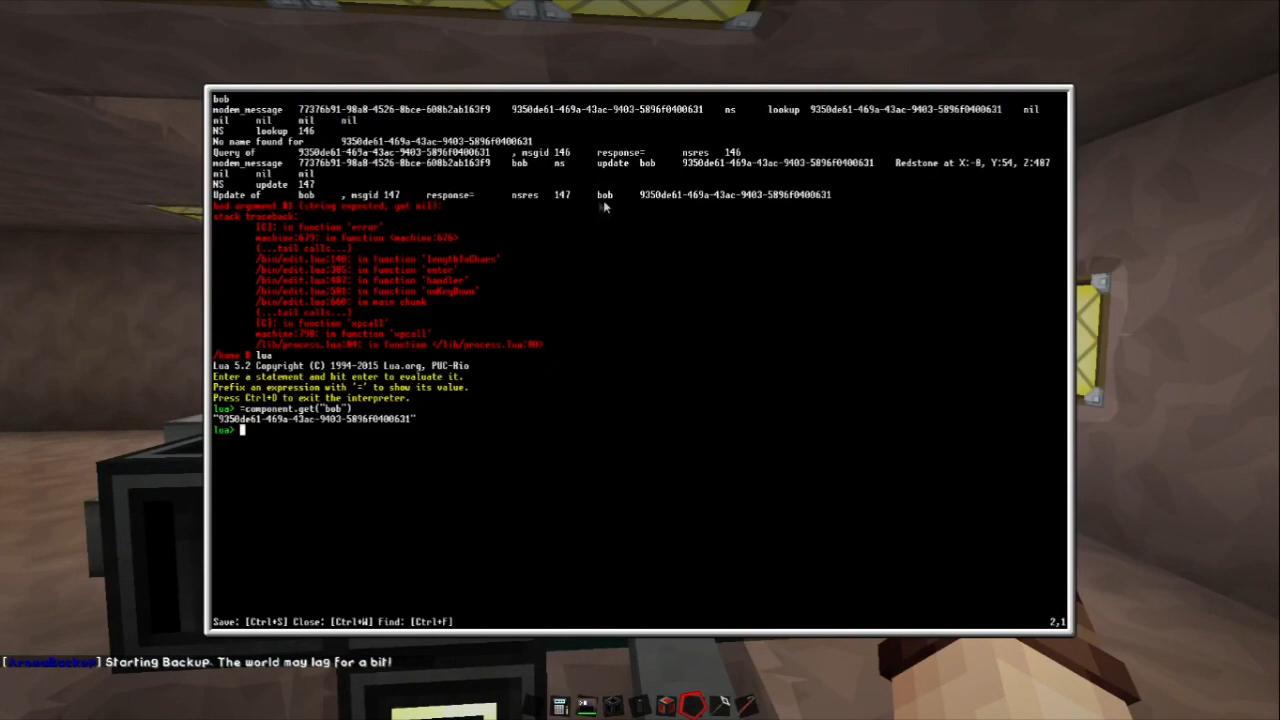 bob
modem_message 77376b91-98a8-4526-8bce-608b2ab163f9 9350de61-469a-43ac-9403-5896f0400631 ns lookup 9350de61-469a-43ac-9403-5896f0400631 nil
nil nil nil nil
NS lookup 146
No name found for 9350de61-469a-43ac-9403-5896f0400631
Query of 9350de61-469a-43ac-9403-5896f0400631 , msgid 146 response= nsres 146
modem_message 77376b91-98a8-4526-8bce-608b2ab163f9 bob ns update bob 9350de61-469a-43ac-9403-5896f0400631 Redstone at X:-8, Y:54, Z:487
nil nil nil
NS update 147
Update of bob , msgid 147 response= nsres 147 bob 9350de61-469a-43ac-9403-5896f0400631
bad argument #1 (string expected, got nil):
stack traceback:
[C]: in function 'error'
machine:679: in function <machine:676>
(...tail calls...)
/bin/edit.lua:140: in function 'lengthInChars'
/bin/edit.lua:305: in function 'enter'
/bin/edit.lua:487: in function 'handler'
/bin/edit.lua:581: in function 'onKeyDown'
/bin/edit.lua:660: in main chunk
(...tail calls...)
[C]: in function 'xpcall'
machine:798: in function 'xpcall'
/lib/process.lua:84: in function </lib/process.lua:80>
/home # lua
Lua 5.2 Copyright (C) 1994-2015 Lua.org, PUC-Rio
Enter a statement and hit enter to evaluate it.
Prefix an expression with '=' to show its value.
Press Ctrl+D to exit the interpreter.
lua> =component.get("bob")
"9350de61-469a-43ac-9403-5896f0400631"
lua>
Save: [Ctrl+S] Close: [Ctrl+W] Find: [Ctrl+F] 2,1
[AromaBackup] Starting Backup. The world may lag for a bit!